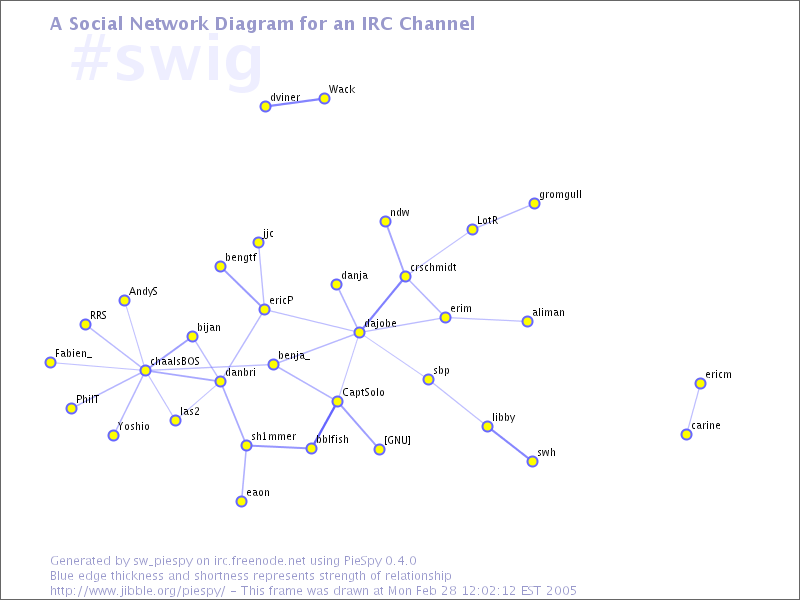 A Social Network Diagram for an IRC Channel
#swig
Wack
dviner
gromgull
ndw
LotR
jjc
bengtf
crschmidt
danja
AndyS
ericP
RRS
bijan
erim
aliman
dajobe
Fabien_
chaalsBOS
benja_
danbri
sbp
ericm
PhilT
CaptSolo
las2
libby
Yoshio
carine
sh1mmer
bblfish
[GNU]
swh
eaon
Generated by sw_piespy on irc.freenode.net using PieSpy 0.4.0
Blue edge thickness and shortness represents strength of relationship
http://www.jibble.org/piespy/ - This frame was drawn at Mon Feb 28 12:02:12 EST 2005